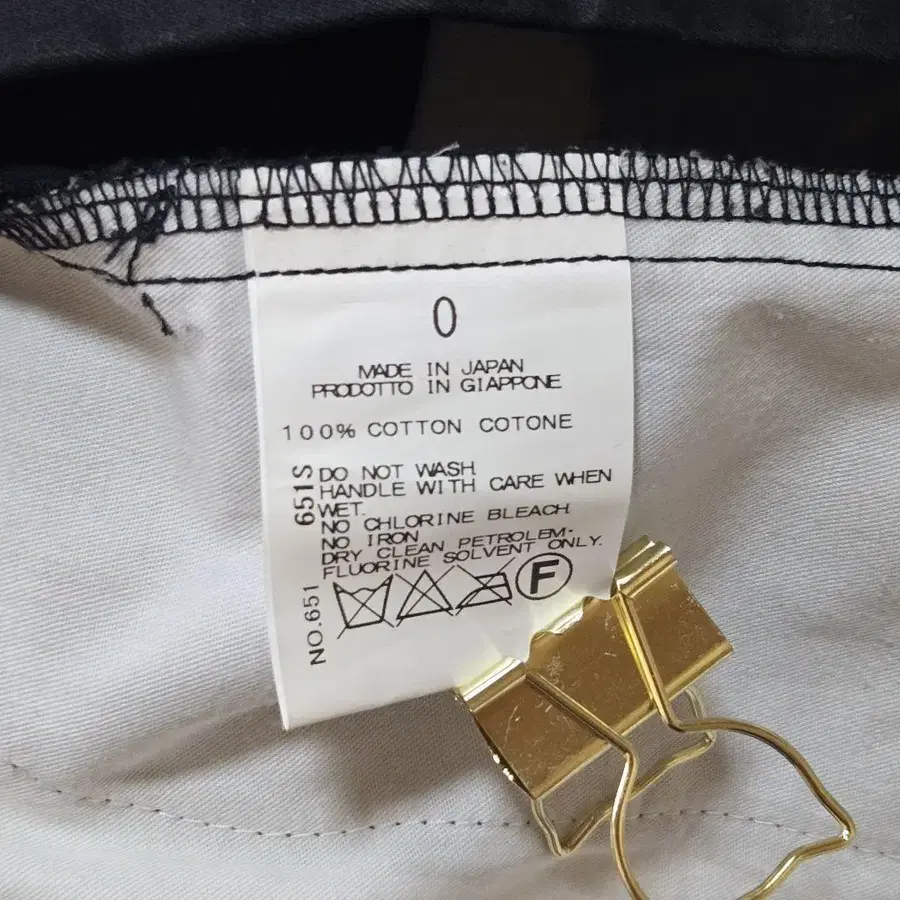 0
MADE IN JAPAN
PRODOTTO IN GIAPPONE
100% COTTON COTONE
DO NOT WASH
HANDLE WITH CARE WHEN
WET.
NO CHLORINE BLEACH
NO IRON
DRY CLEAN PETROLEM-
FLUORINE SOLVENT ONLY.
F
NO.651 651S